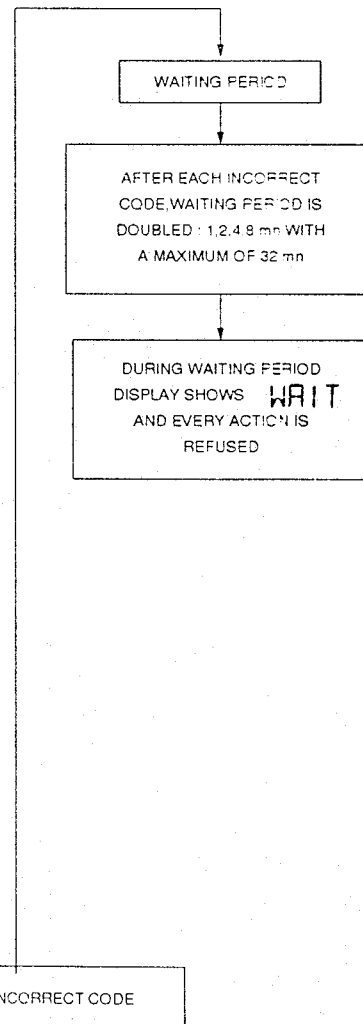 WAITING PERIOD
AFTER EACH INCORRECT
CODE,WAITING PERIOD IS
DOUBLED : 1,2,4,8 mn WITH
A MAXIMUM OF 32 mn
DURING WAITING PERIOD
DISPLAY SHOWS WAIT
AND EVERY ACTION IS
REFUSED
NCORRECT CODE